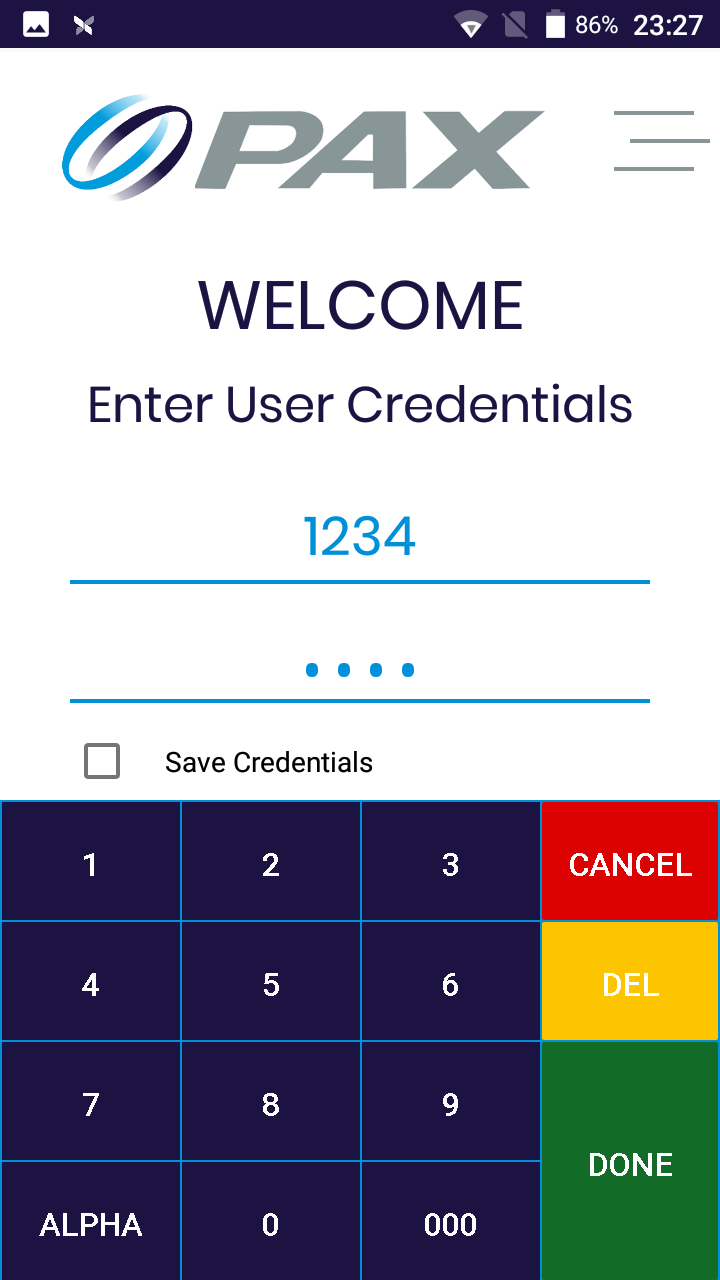 86% 23:27
PAX
WELCOME
Enter User Credentials
1234
••••
Save Credentials
1 2 3 CANCEL
4 5 6 DEL
7 8 9
DONE
ALPHA 0 000